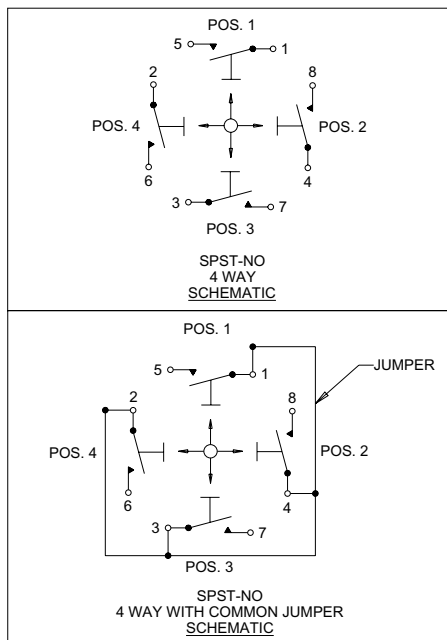 POS. 1
5
1
2
8
POS. 4
POS. 2
6
4
3
7
POS. 3
SPST-NO
4 WAY
SCHEMATIC
POS. 1
JUMPER
5
1
2
8
POS. 4
POS. 2
6
4
3
7
POS. 3
SPST-NO
4 WAY WITH COMMON JUMPER
SCHEMATIC